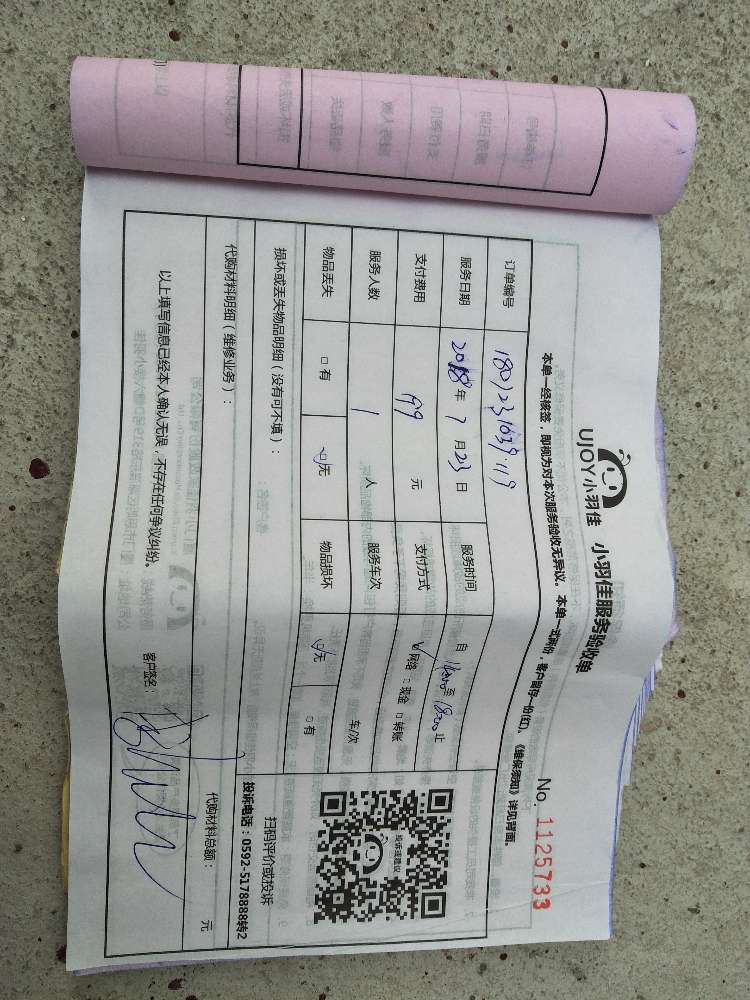 UJOY小羽佳 小羽佳服务验收单
No. 1125733
本单一经核签，即视为对本次服务验收无异议。本单一式两份，客户留存一份(红)。《维保须知》详见背面。
订单编号 1807231039119
服务日期 2018年7月23日 服务时间 自 16:00 至 18:00 止
支付费用 99 元 支付方式 ☑网络 □现金 □转账
服务人数 1 人 服务车次 车/次
物品丢失 □有 ☑无 物品损坏 ☑无 □有
损坏或丢失物品明细（没有可不填）：
投诉或建议
扫码评价或投诉
投诉电话：0592-5178888转2
代购材料明细（维修业务）：
代购材料总额： 元
以上填写信息已经本人确认无误，不存在任何争议纠纷。 客户签名：